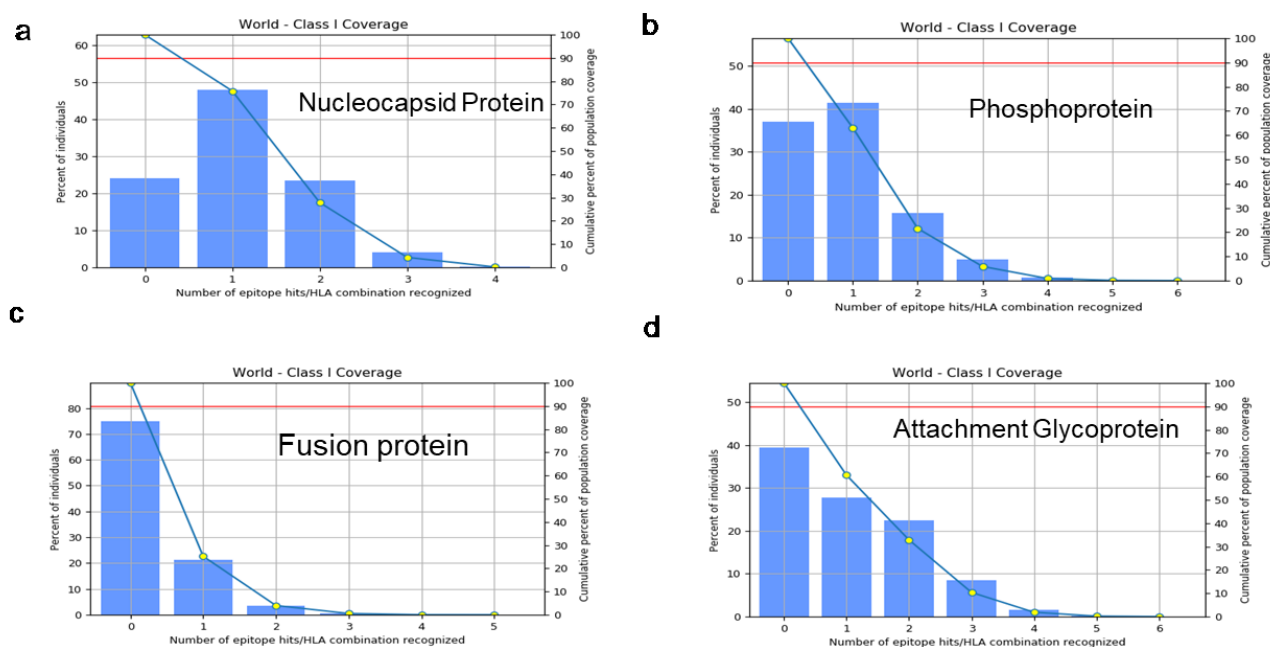 a
World - Class I Coverage
Nucleocapsid Protein
Percent of individuals
Cumulative percent of population coverage
60
50
40
30
20
10
0
100
90
80
70
60
50
40
30
20
10
0
0 1 2 3 4
Number of epitope hits/HLA combination recognized
b
World - Class I Coverage
Phosphoprotein
Percent of individuals
Cumulative percent of population coverage
50
40
30
20
10
0
100
90
80
70
60
50
40
30
20
10
0
0 1 2 3 4 5 6
Number of epitope hits/HLA combination recognized
c
World - Class I Coverage
Fusion protein
Percent of individuals
Cumulative percent of population coverage
80
70
60
50
40
30
20
10
0
100
90
80
70
60
50
40
30
20
10
0
0 1 2 3 4 5
Number of epitope hits/HLA combination recognized
d
World - Class I Coverage
Attachment Glycoprotein
Percent of individuals
Cumulative percent of population coverage
50
40
30
20
10
0
100
90
80
70
60
50
40
30
20
10
0
0 1 2 3 4 5 6
Number of epitope hits/HLA combination recognized